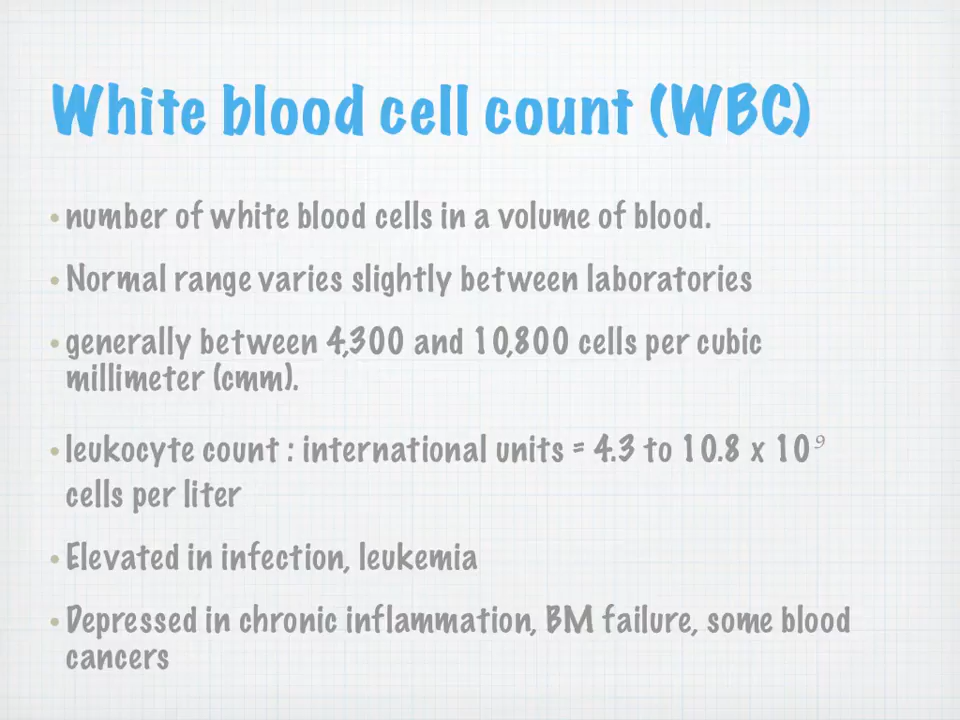 White blood cell count (WBC)
• number of white blood cells in a volume of blood.
• Normal range varies slightly between laboratories
• generally between 4,300 and 10,800 cells per cubic
millimeter (cmm).
• leukocyte count : international units = 4.3 to 10.8 x 10⁹
cells per liter
• Elevated in infection, leukemia
• Depressed in chronic inflammation, BM failure, some blood
cancers